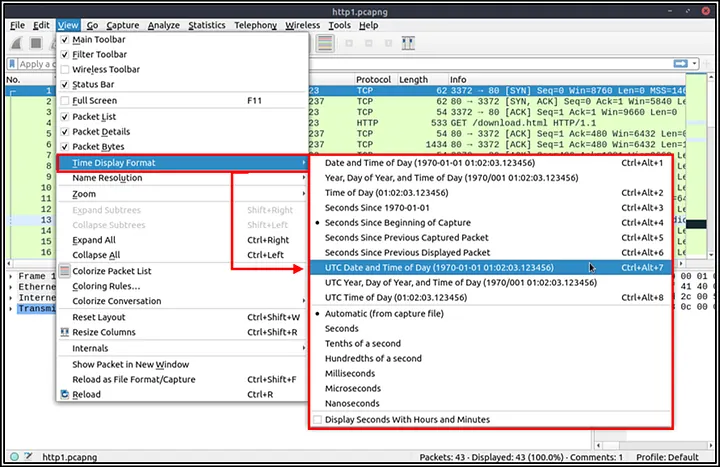 http1.pcapng
File Edit View Go Capture Analyze Statistics Telephony Wireless Tools Help
Apply a
No.
Protocol Length Info
1
23 TCP 62 3372 → 80 [SYN] Seq=0 Win=8760 Len=0 MSS=146
2
237 TCP 62 80 → 3372 [SYN, ACK] Seq=0 Ack=1 Win=5840 L
3
23 TCP 54 3372 → 80 [ACK] Seq=1 Ack=1 Win=9660 Len=0
4
23 HTTP 533 GET /download.html HTTP/1.1
5
237 TCP 54 80 → 3372 [ACK] Seq=1 Ack=480 Win=6432 Len=
6
237 TCP 1434 80 → 3372 [ACK] Seq=1 Ack=480 Win=6432 Len
7
8
9
10
11
12
13
14
15
16
Main Toolbar
Filter Toolbar
Wireless Toolbar
Status Bar
Full Screen F11
Packet List
Packet Details
Packet Bytes
Time Display Format
Name Resolution
Zoom
Expand Subtrees Shift+Right
Collapse Subtrees Shift+Left
Expand All Ctrl+Right
Collapse All Ctrl+Left
Colorize Packet List
Coloring Rules...
Colorize Conversation
Reset Layout Ctrl+Shift+W
Resize Columns Ctrl+Shift+R
Internals
Show Packet in New Window
Reload as File Format/Capture Ctrl+Shift+F
Reload Ctrl+R
Date and Time of Day (1970-01-01 01:02:03.123456) Ctrl+Alt+1
Year, Day of Year, and Time of Day (1970/001 01:02:03.123456)
Time of Day (01:02:03.123456) Ctrl+Alt+2
Seconds Since 1970-01-01 Ctrl+Alt+3
Seconds Since Beginning of Capture Ctrl+Alt+4
Seconds Since Previous Captured Packet Ctrl+Alt+5
Seconds Since Previous Displayed Packet Ctrl+Alt+6
UTC Date and Time of Day (1970-01-01 01:02:03.123456) Ctrl+Alt+7
UTC Year, Day of Year, and Time of Day (1970/001 01:02:03.123456)
UTC Time of Day (01:02:03.123456) Ctrl+Alt+8
Automatic (from capture file)
Seconds
Tenths of a second
Hundredths of a second
Milliseconds
Microseconds
Nanoseconds
Display Seconds With Hours and Minutes
Frame 1
Ethern
Intern
Transmi
00 01 0
41 40 0
0c 00 0
http1.pcapng
Packets: 43 · Displayed: 43 (100.0%) · Comments: 1
Profile: Default